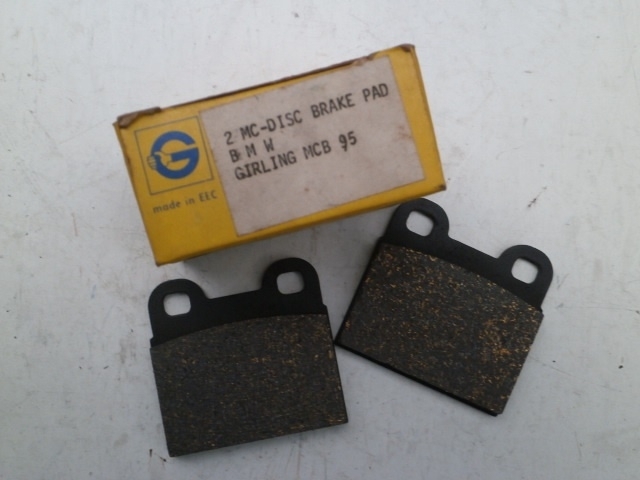 G
made in EEC
2 MC-DISC BRAKE PAD
B M W
GIRLING MCB 95